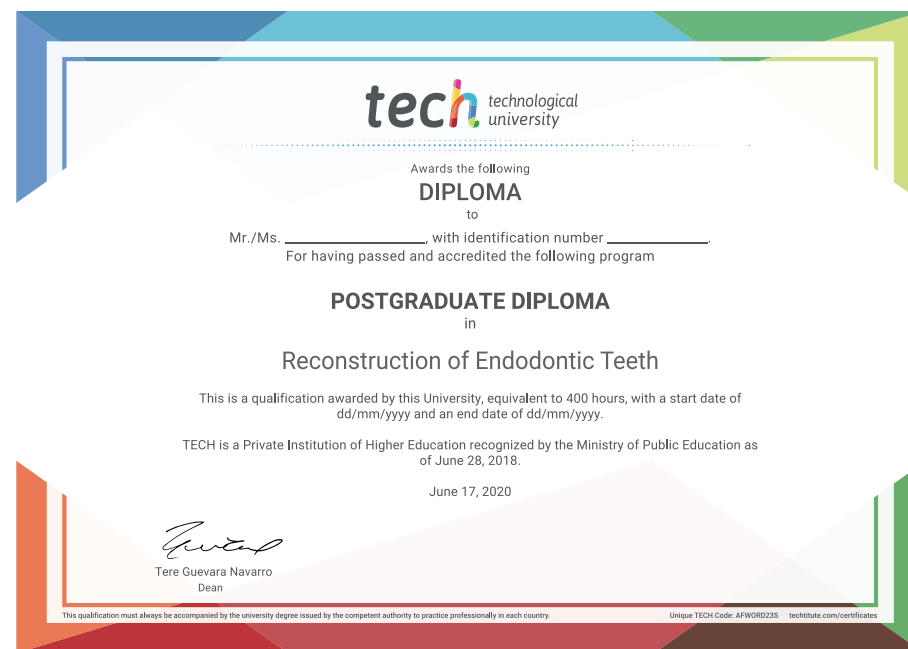 tech technological
university
Awards the following
DIPLOMA
to
Mr./Ms. ____________________, with identification number ______________.
For having passed and accredited the following program
POSTGRADUATE DIPLOMA
in
Reconstruction of Endodontic Teeth
This is a qualification awarded by this University, equivalent to 400 hours, with a start date of
dd/mm/yyyy and an end date of dd/mm/yyyy.
TECH is a Private Institution of Higher Education recognized by the Ministry of Public Education as
of June 28, 2018.
June 17, 2020
Tere Guevara Navarro
Dean
This qualification must always be accompanied by the university degree issued by the competent authority to practice professionally in each country. Unique TECH Code: AFWORD23S techtitute.com/certificates